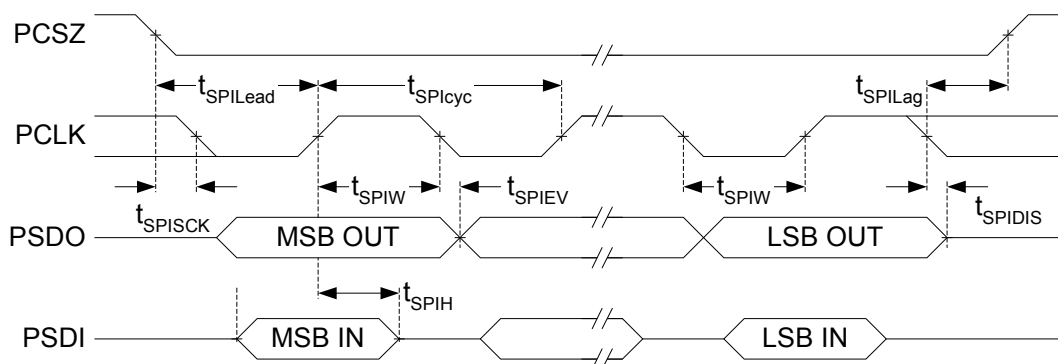 PCSZ
tSPILead
tSPIcyc
tSPILag
PCLK
tSPIW
tSPIEV
tSPIW
tSPISCK
tSPIDIS
PSDO
MSB OUT
LSB OUT
tSPIH
PSDI
MSB IN
LSB IN